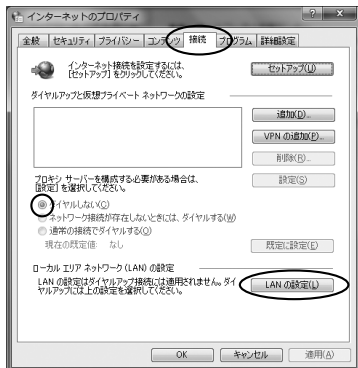 インターネットのプロパティ
全般 セキュリティ プライバシー コンテンツ 接続 プログラム 詳細設定
インターネット接続を設定するには、
[セットアップ] をクリックしてください。
セットアップ(U)
ダイヤルアップと仮想プライベート ネットワークの設定
追加(D)...
VPN の追加(P)...
削除(R)...
プロキシ サーバーを構成する必要がある場合は、
[設定] を選択してください。
設定(S)
ダイヤルしない(C)
ネットワーク接続が存在しないときには、ダイヤルする(W)
通常の接続でダイヤルする(O)
現在の既定値: なし
既定に設定(E)
ローカル エリア ネットワーク (LAN) の設定
LAN の設定はダイヤルアップ接続には適用されません。ダイ
ヤルアップには上の設定を選択してください。
LAN の設定(L)
OK キャンセル 適用(A)